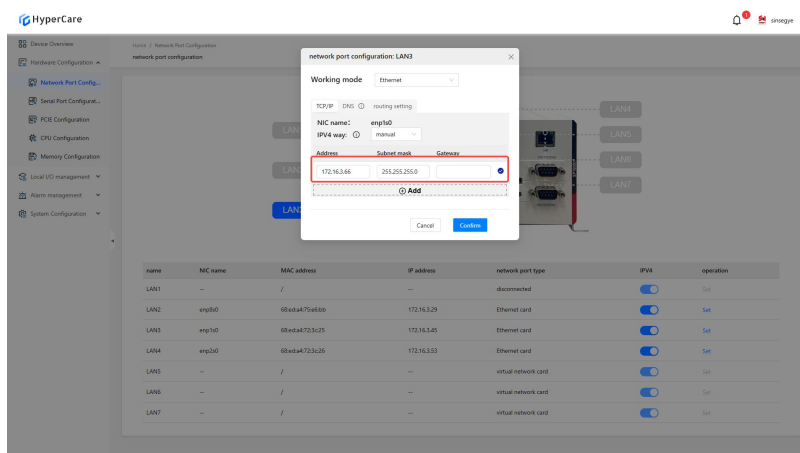 HyperCare
1
sinsegye
Device Overview
Hardware Configuration
Network Port Config...
Serial Port Configurat...
PCIE Configuration
CPU Configuration
Memory Configuration
Local I/O management
Alarm management
System Configuration
Home / Network Port Configuration
network port configuration
network port configuration: LAN3
Working mode
Ethernet
TCP/IP
DNS
routing setting
NIC name:
enp1s0
IPV4 way:
manual
Address
Subnet mask
Gateway
172.16.3.66
255.255.255.0
Add
Cancel
Confirm
LAN4
LAN5
LAN6
LAN7
name NIC name MAC address IP address network port type IPV4 operation
LAN1 -- / -- disconnected Set
LAN2 enp8s0 68:ed:a4:75:e6:bb 172.16.3.29 Ethernet card Set
LAN3 enp1s0 68:ed:a4:72:3c:25 172.16.3.45 Ethernet card Set
LAN4 enp2s0 68:ed:a4:72:3c:26 172.16.3.53 Ethernet card Set
LAN5 -- / -- virtual network card Set
LAN6 -- / -- virtual network card Set
LAN7 -- / -- virtual network card Set